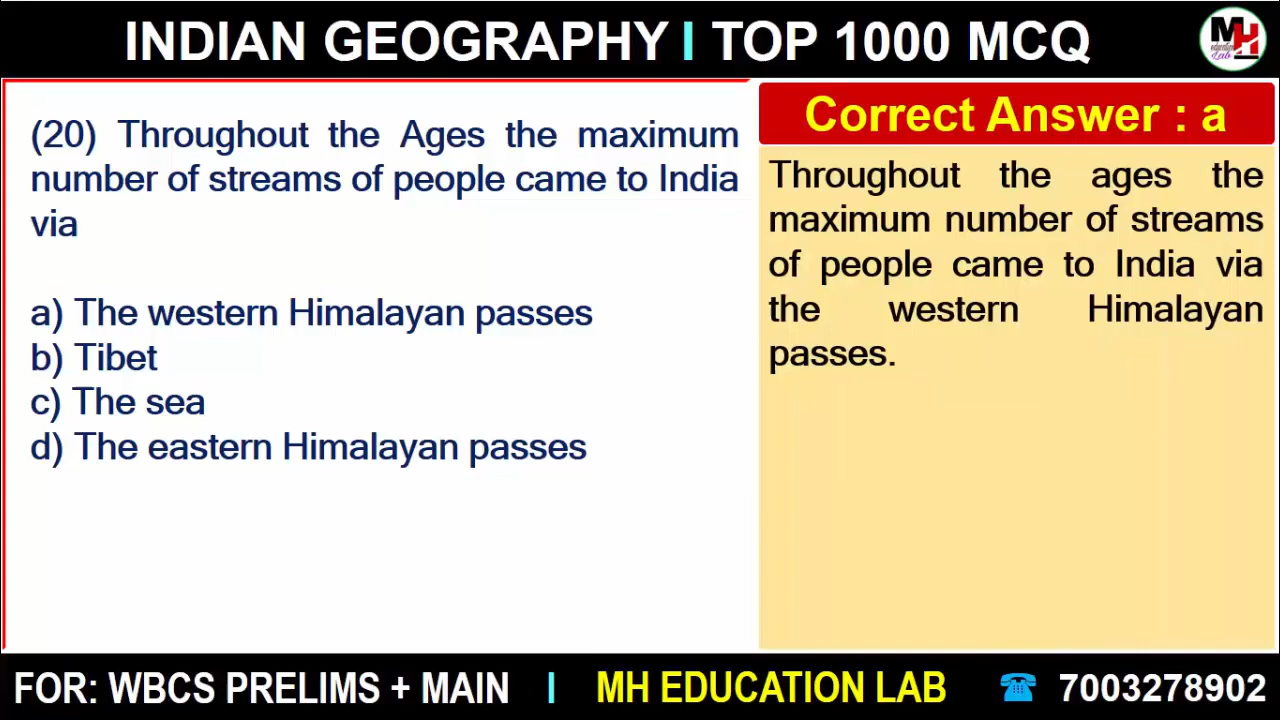 INDIAN GEOGRAPHY I TOP 1000 MCQ
MH
education
Lab
(20) Throughout the Ages the maximum
number of streams of people came to India
via
a) The western Himalayan passes
b) Tibet
c) The sea
d) The eastern Himalayan passes
Correct Answer : a
Throughout the ages the
maximum number of streams
of people came to India via
the western Himalayan
passes.
FOR: WBCS PRELIMS + MAIN I MH EDUCATION LAB ☎ 7003278902